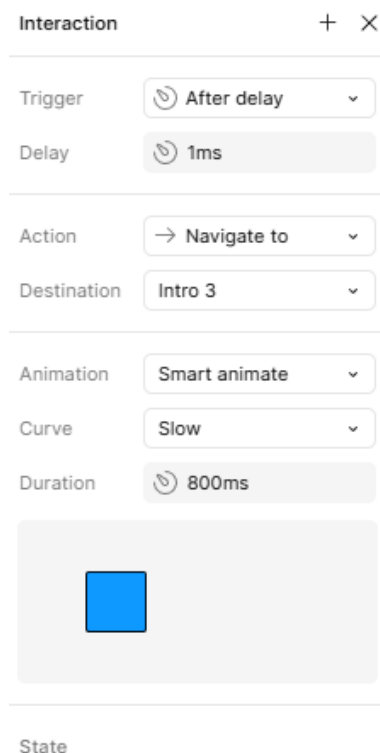 Interaction
Trigger After delay
Delay 1ms
Action Navigate to
Destination Intro 3
Animation Smart animate
Curve Slow
Duration 800ms
State